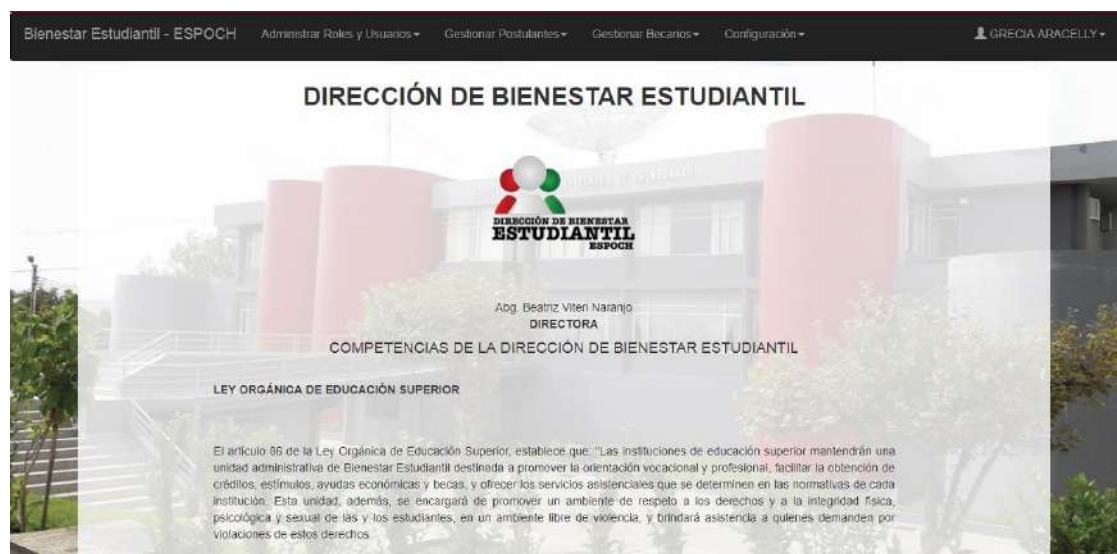 Bienestar Estudiantil - ESPOCH Administrar Roles y Usuarios Gestionar Postulantes Gestionar Becarios Configuración GRECIA ARACELLY
DIRECCIÓN DE BIENESTAR ESTUDIANTIL
DIRECCIÓN DE BIENESTAR
ESTUDIANTIL
ESPOCH
Abg. Beatriz Viteri Naranjo
DIRECTORA
COMPETENCIAS DE LA DIRECCIÓN DE BIENESTAR ESTUDIANTIL
LEY ORGÁNICA DE EDUCACIÓN SUPERIOR
El artículo 86 de la Ley Orgánica de Educación Superior, establece que: "Las instituciones de educación superior mantendrán una
unidad administrativa de Bienestar Estudiantil destinada a promover la orientación vocacional y profesional, facilitar la obtención de
créditos, estímulos, ayudas económicas y becas, y ofrecer los servicios asistenciales que se determinen en las normativas de cada
institución. Esta unidad, además, se encargará de promover un ambiente de respeto a los derechos y a la integridad física,
psicológica y sexual de las y los estudiantes, en un ambiente libre de violencia, y brindará asistencia a quienes demanden por
violaciones de estos derechos